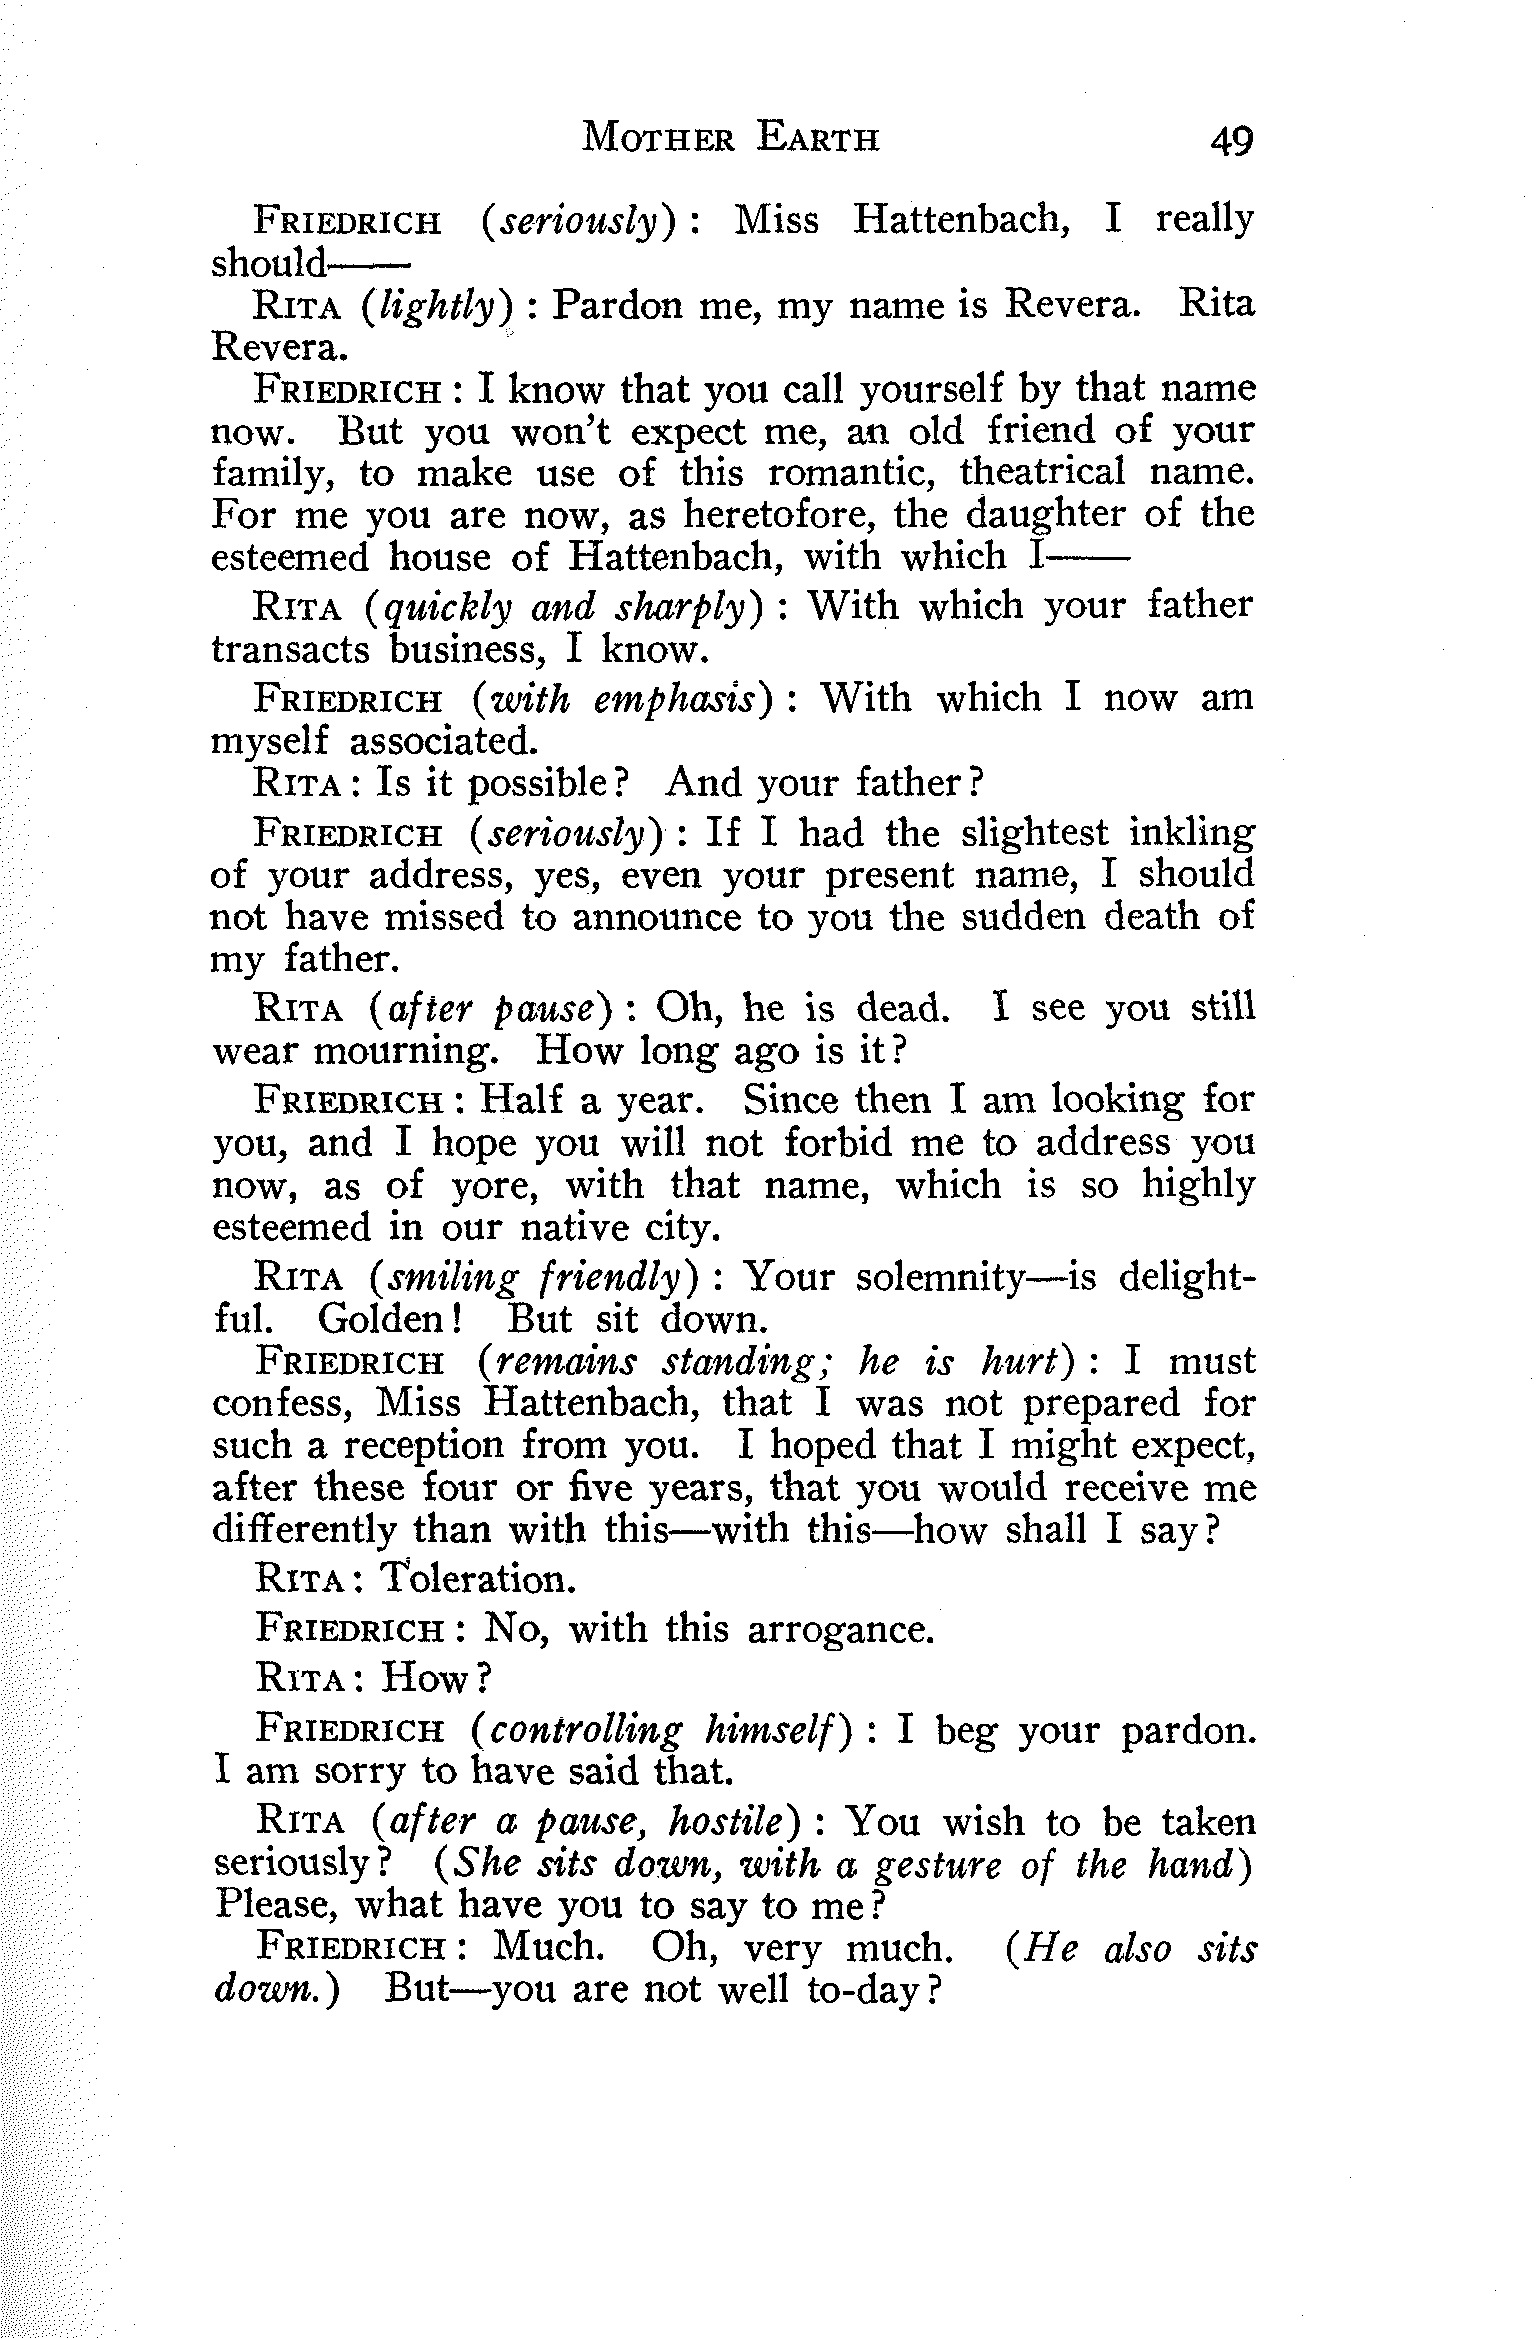 MOTHER EARTH 49
FRIEDRICH (seriously): Miss Hattenbach, I really
should——
RITA (lightly): Pardon me, my name is Revera. Rita
Revera.
FRIEDRICH: I know that you call yourself by that name
now. But you won't expect me, an old friend of your
family, to make use of this romantic, theatrical name.
For me you are now, as heretofore, the daughter of the
esteemed house of Hattenbach, with which I——
RITA (quickly and sharply): With which your father
transacts business, I know.
FRIEDRICH (with emphasis): With which I now am
myself associated.
RITA: Is it possible? And your father?
FRIEDRICH (seriously): If I had the slightest inkling
of your address, yes, even your present name, I should
not have missed to announce to you the sudden death of
my father.
RITA (after pause): Oh, he is dead. I see you still
wear mourning. How long ago is it?
FRIEDRICH: Half a year. Since then I am looking for
you, and I hope you will not forbid me to address you
now, as of yore, with that name, which is so highly
esteemed in our native city.
RITA (smiling friendly): Your solemnity—is delight-
ful. Golden! But sit down.
FRIEDRICH (remains standing; he is hurt): I must
confess, Miss Hattenbach, that I was not prepared for
such a reception from you. I hoped that I might expect,
after these four or five years, that you would receive me
differently than with this—with this—how shall I say?
RITA: Toleration.
FRIEDRICH: No, with this arrogance.
RITA: How?
FRIEDRICH (controlling himself): I beg your pardon.
I am sorry to have said that.
RITA (after a pause, hostile): You wish to be taken
seriously? (She sits down, with a gesture of the hand)
Please, what have you to say to me?
FRIEDRICH: Much. Oh, very much. (He also sits
down.) But—you are not well to-day?